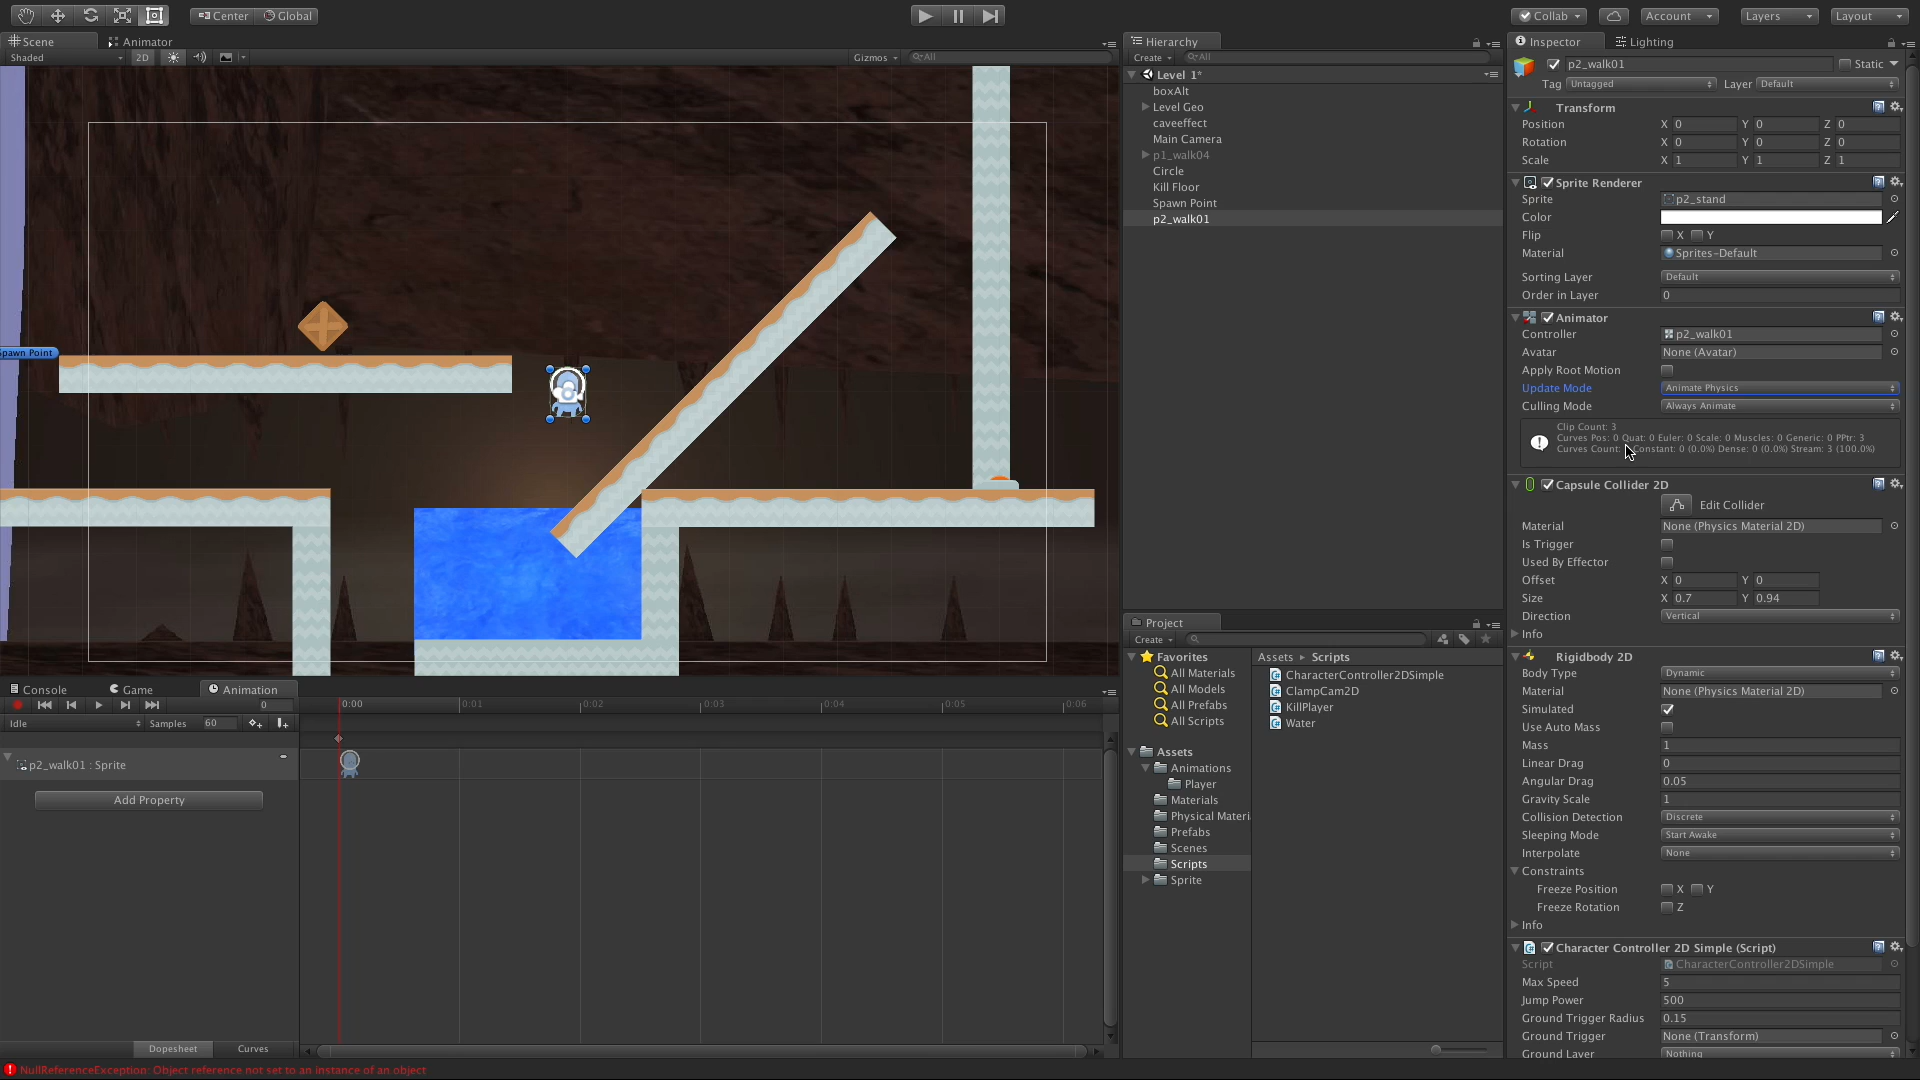 Center Global
Collab Account Layers Layout
Scene Animator
Shaded 2D Gizmos All
Spawn Point
Hierarchy
Create All
Level 1*
boxAlt
Level Geo
caveeffect
Main Camera
p1_walk04
Circle
Kill Floor
Spawn Point
p2_walk01
Console Game Animation
0 0:00 0:01 0:02 0:03 0:04 0:05 0:06
Idle Samples 60
p2_walk01 : Sprite
Add Property
Dopesheet Curves
NullReferenceException: Object reference not set to an instance of an object
Project
Create
Favorites
All Materials
All Models
All Prefabs
All Scripts
Assets
Animations
Player
Materials
Physical Materi
Prefabs
Scenes
Scripts
Sprite
Assets Scripts
CharacterController2DSimple
ClampCam2D
KillPlayer
Water
Inspector Lighting
p2_walk01 Static
Tag Untagged Layer Default
Transform
Position X 0 Y 0 Z 0
Rotation X 0 Y 0 Z 0
Scale X 1 Y 1 Z 1
Sprite Renderer
Sprite p2_stand
Color
Flip X Y
Material Sprites-Default
Sorting Layer Default
Order in Layer 0
Animator
Controller p2_walk01
Avatar None (Avatar)
Apply Root Motion
Update Mode Animate Physics
Culling Mode Always Animate
Clip Count: 3
Curves Pos: 0 Quat: 0 Euler: 0 Scale: 0 Muscles: 0 Generic: 0 PPtr: 3
Curves Count: Constant: 0 (0.0%) Dense: 0 (0.0%) Stream: 3 (100.0%)
Capsule Collider 2D
Edit Collider
Material None (Physics Material 2D)
Is Trigger
Used By Effector
Offset X 0 Y 0
Size X 0.7 Y 0.94
Direction Vertical
Info
Rigidbody 2D
Body Type Dynamic
Material None (Physics Material 2D)
Simulated
Use Auto Mass
Mass 1
Linear Drag 0
Angular Drag 0.05
Gravity Scale 1
Collision Detection Discrete
Sleeping Mode Start Awake
Interpolate None
Constraints
Freeze Position X Y
Freeze Rotation Z
Info
Character Controller 2D Simple (Script)
Script CharacterController2DSimple
Max Speed 5
Jump Power 500
Ground Trigger Radius 0.15
Ground Trigger None (Transform)
Ground Layer Nothing